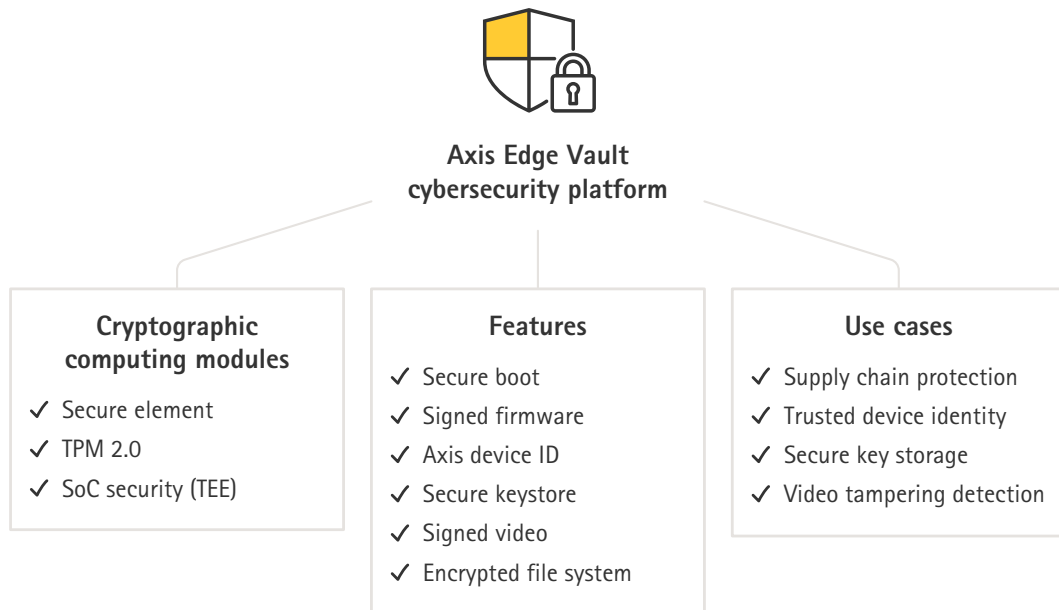 Axis Edge Vault
cybersecurity platform
Cryptographic
computing modules
Secure element
TPM 2.0
SoC security (TEE)
Features
Secure boot
Signed firmware
Axis device ID
Secure keystore
Signed video
Encrypted file system
Use cases
Supply chain protection
Trusted device identity
Secure key storage
Video tampering detection